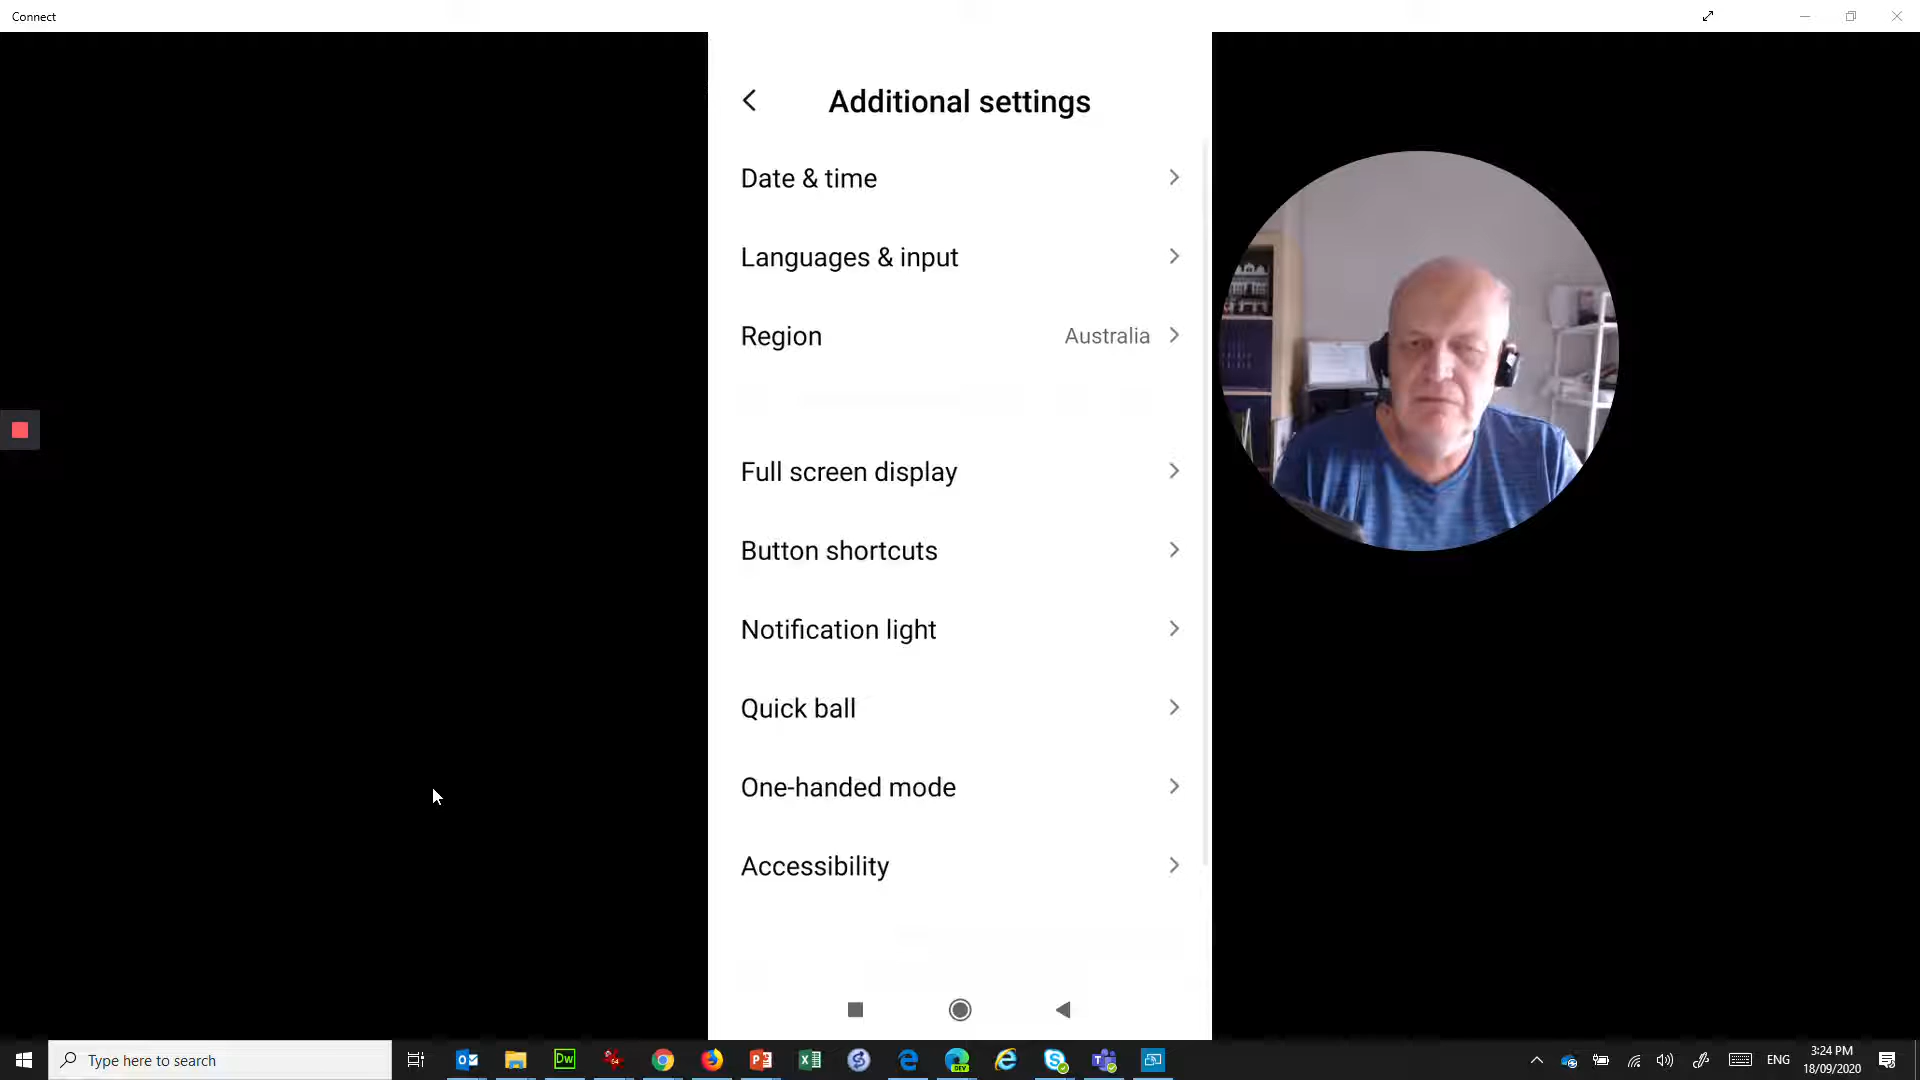 Connect
Additional settings
Date & time
Languages & input
Region Australia
Full screen display
Button shortcuts
Notification light
Quick ball
One-handed mode
Accessibility
Type here to search
ENG
3:24 PM
18/09/2020